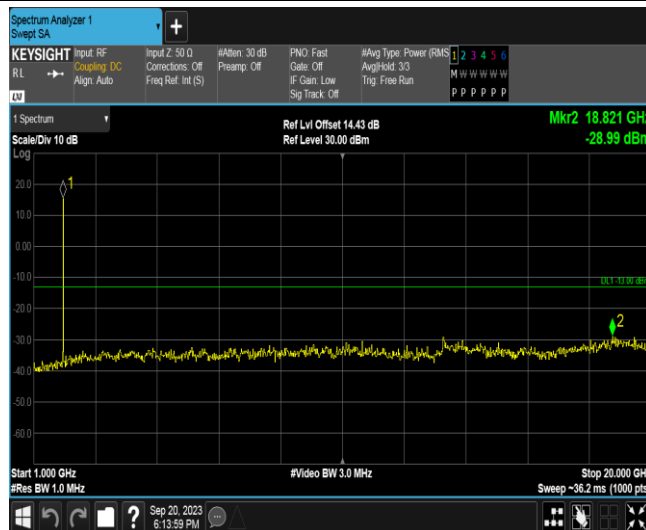 Spectrum Analyzer 1
Swept SA
+
KEYSIGHT
RL
LXI
Input: RF
Coupling: DC
Align: Auto
Input Z: 50 Ω
Corrections: Off
Freq Ref: Int (S)
#Atten: 30 dB
Preamp: Off
PNO: Fast
Gate: Off
IF Gain: Low
Sig Track: Off
#Avg Type: Power (RMS
Avg|Hold: 3/3
Trig: Free Run
1 2 3 4 5 6
M W W W W W
P P P P P P
1 Spectrum
Scale/Div 10 dB
Log
Ref Lvl Offset 14.43 dB
Ref Level 30.00 dBm
Mkr2 18.821 GHz
-28.99 dBm
20.0
10.0
0.00
-10.0
-20.0
-30.0
-40.0
-50.0
-60.0
1
DL1 -13.00 dBm
2
Start 1.000 GHz
#Res BW 1.0 MHz
#Video BW 3.0 MHz
Stop 20.000 GHz
Sweep ~36.2 ms (1000 pts)
?
Sep 20, 2023
6:13:59 PM